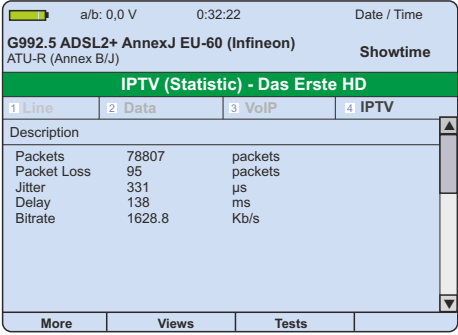 a/b: 0,0 V 0:32:22 Date / Time
G992.5 ADSL2+ AnnexJ EU-60 (Infineon)
ATU-R (Annex B/J)
Showtime
IPTV (Statistic) - Das Erste HD
1 Line 2 Data 3 VoIP 4 IPTV
Description
Packets 78807 packets
Packet Loss 95 packets
Jitter 331 µs
Delay 138 ms
Bitrate 1628.8 Kb/s
More Views Tests